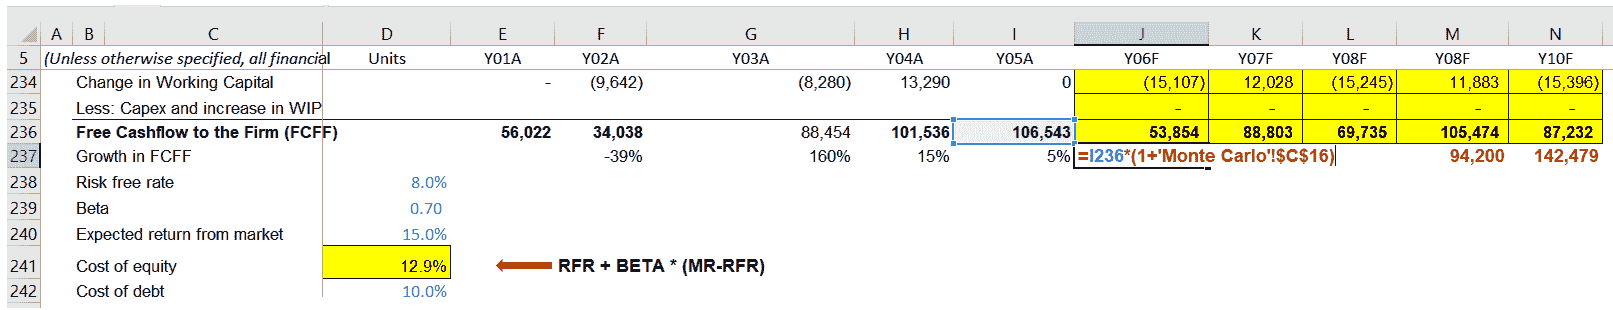 A B C D E F G H I J K L M N
5 (Unless otherwise specified, all financial Units Y01A Y02A Y03A Y04A Y05A Y06F Y07F Y08F Y08F Y10F
234 Change in Working Capital - (9,642) (8,280) 13,290 0 (15,107) 12,028 (15,245) 11,883 (15,396)
235 Less: Capex and increase in WIP - - - - -
236 Free Cashflow to the Firm (FCFF) 56,022 34,038 88,454 101,536 106,543 53,854 88,803 69,735 105,474 87,232
237 Growth in FCFF -39% 160% 15% 5% =I236*(1+'Monte Carlo'!$C$16) 94,200 142,479
238 Risk free rate 8.0%
239 Beta 0.70
240 Expected return from market 15.0%
241 Cost of equity 12.9% RFR + BETA * (MR-RFR)
242 Cost of debt 10.0%